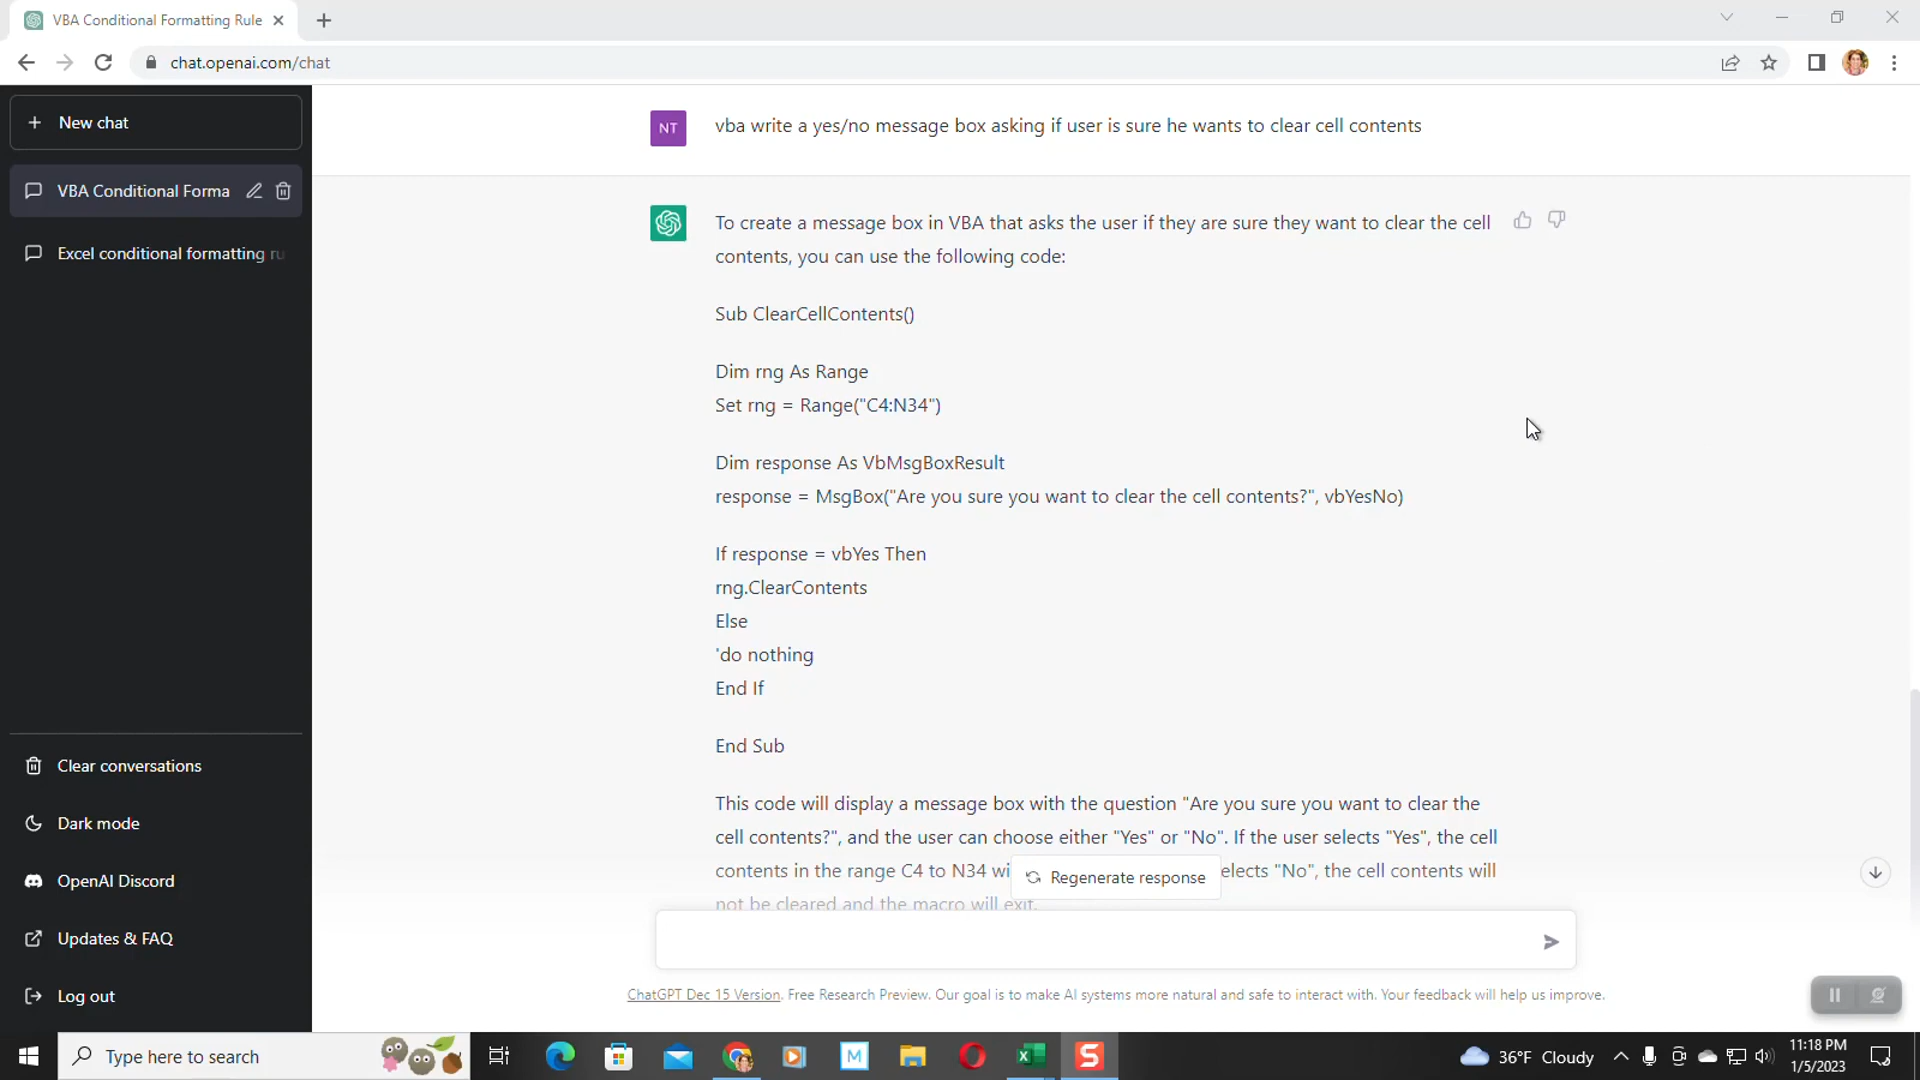 VBA Conditional Formatting Rule
chat.openai.com/chat
New chat
VBA Conditional Forma
Excel conditional formatting ru
Clear conversations
Dark mode
OpenAI Discord
Updates & FAQ
Log out
NT
vba write a yes/no message box asking if user is sure he wants to clear cell contents
To create a message box in VBA that asks the user if they are sure they want to clear the cell
contents, you can use the following code:
Sub ClearCellContents()
Dim rng As Range
Set rng = Range("C4:N34")
Dim response As VbMsgBoxResult
response = MsgBox("Are you sure you want to clear the cell contents?", vbYesNo)
If response = vbYes Then
rng.ClearContents
Else
'do nothing
End If
End Sub
This code will display a message box with the question "Are you sure you want to clear the
cell contents?", and the user can choose either "Yes" or "No". If the user selects "Yes", the cell
contents in the range C4 to N34 wi Regenerate response elects "No", the cell contents will
not be cleared and the macro will exit.
ChatGPT Dec 15 Version. Free Research Preview. Our goal is to make AI systems more natural and safe to interact with. Your feedback will help us improve.
Type here to search
M
X
S
36°F Cloudy
11:18 PM
1/5/2023